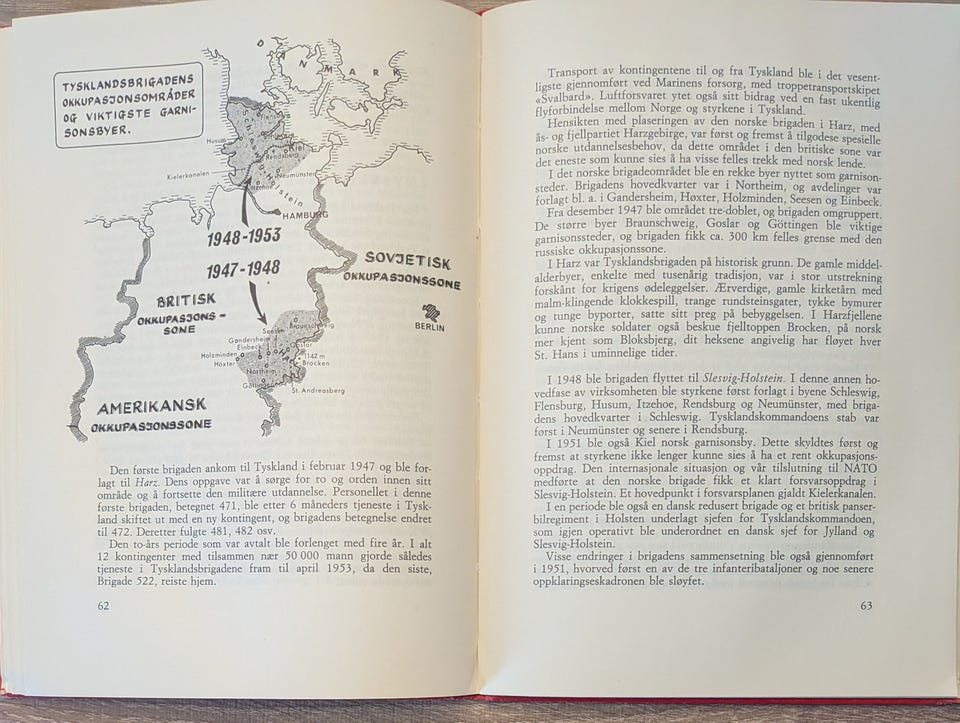 TYSKLANDSBRIGADENS
OKKUPASJONSOMRÅDER
OG VIKTIGSTE GARNI-
SONSBYER.
DANMARK
Husum
Kiel
Rendsburg
Kielerkanalen
Neumünster
Itzehoe
HAMBURG
1948-1953
1947-1948
SOVJETISK
OKKUPASJONSSONE
BRITISK
OKKUPASJONS-
SONE
BERLIN
Seesen
Braunschweig
Gandersheim
Einbeck
Goslar
Holzminden
1142 m
Høxter
Brocken
Northeim
Göttingen
St. Andreasberg
AMERIKANSK
OKKUPASJONSSONE
Den første brigaden ankom til Tyskland i februar 1947 og ble for-
lagt til Harz. Dens oppgave var å sørge for ro og orden innen sitt
område og å fortsette den militære utdannelse. Personellet i denne
første brigaden, betegnet 471, ble etter 6 måneders tjeneste i Tysk-
land skiftet ut med en ny kontingent, og brigadens betegnelse endret
til 472. Deretter fulgte 481, 482 osv.
Den to-års periode som var avtalt ble forlenget med fire år. I alt
12 kontingenter med tilsammen nær 50 000 mann gjorde således
tjeneste i Tysklandsbrigadene fram til april 1953, da den siste,
Brigade 522, reiste hjem.
62
Transport av kontingentene til og fra Tyskland ble i det vesent-
ligste gjennomført ved Marinens forsorg, med troppetransportskipet
«Svalbard». Luftforsvaret ytet også sitt bidrag ved en fast ukentlig
flyforbindelse mellom Norge og styrkene i Tyskland.
Hensikten med plaseringen av den norske brigaden i Harz, med
ås- og fjellpartiet Harzgebirge, var først og fremst å tilgodese spesielle
norske utdannelsesbehov, da dette området i den britiske sone var
det eneste som kunne sies å ha visse felles trekk med norsk lende.
I det norske brigadeområdet ble en rekke byer nyttet som garnison-
steder. Brigadens hovedkvarter var i Northeim, og avdelinger var
forlagt bl. a. i Gandersheim, Høxter, Holzminden, Seesen og Einbeck.
Fra desember 1947 ble området tre-doblet, og brigaden omgruppert.
De større byer Braunschweig, Goslar og Göttingen ble viktige
garnisonssteder, og brigaden fikk ca. 300 km felles grense med den
russiske okkupasjonssone.
I Harz var Tysklandsbrigaden på historisk grunn. De gamle middel-
alderbyer, enkelte med tusenårig tradisjon, var i stor utstrekning
forskånt for krigens ødeleggelser. Ærverdige, gamle kirketårn med
malm-klingende klokkespill, trange rundsteinsgater, tykke bymurer
og tunge byporter, satte sitt preg på bebyggelsen. I Harzfjellene
kunne norske soldater også beskue fjelltoppen Brocken, på norsk
mer kjent som Bloksbjerg, dit heksene angivelig har fløyet hver
St. Hans i uminnelige tider.
I 1948 ble brigaden flyttet til Slesvig-Holstein. I denne annen ho-
vedfase av virksomheten ble styrkene først forlagt i byene Schleswig,
Flensburg, Husum, Itzehoe, Rendsburg og Neumünster, med briga-
dens hovedkvarter i Schleswig. Tysklandskommandoens stab var
først i Neumünster og senere i Rendsburg.
I 1951 ble også Kiel norsk garnisonsby. Dette skyldtes først og
fremst at styrkene ikke lenger kunne sies å ha et rent okkupasjons-
oppdrag. Den internasjonale situasjon og vår tilslutning til NATO
medførte at den norske brigade fikk et klart forsvarsoppdrag i
Slesvig-Holstein. Et hovedpunkt i forsvarsplanen gjaldt Kielerkanalen.
I en periode ble også en dansk redusert brigade og et britisk panser-
bilregiment i Holsten underlagt sjefen for Tysklandkommandoen,
som igjen operativt ble underordnet en dansk sjef for Jylland og
Slesvig-Holstein.
Visse endringer i brigadens sammensetning ble også gjennomført
i 1951, hvorved først en av de tre infanteribataljoner og noe senere
oppklaringseskadronen ble sløyfet.
63